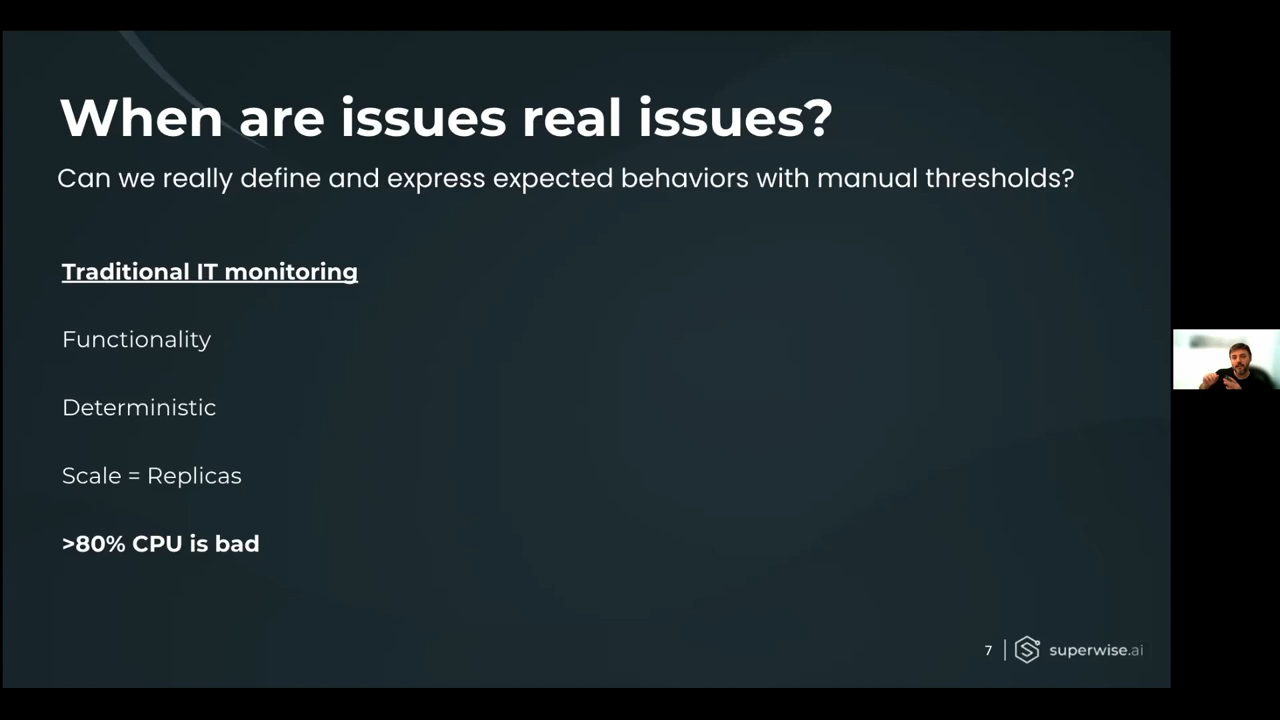 When are issues real issues?
Can we really define and express expected behaviors with manual thresholds?
Traditional IT monitoring
Functionality
Deterministic
Scale = Replicas
>80% CPU is bad
7
superwise.ai